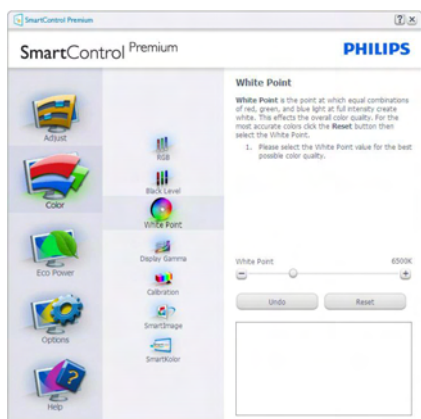 SmartControl Premium
SmartControl Premium
PHILIPS
Adjust
Color
Eco Power
Options
Help
RGB
Black Level
White Point
Display Gamma
Calibration
SmartImage
SmartKolor
White Point
White Point is the point at which equal combinations
of red, green, and blue light at full intensity create
white. This effects the overall color quality. For the
most accurate colors click the Reset button then
select the White Point.
1. Please select the White Point value for the best
possible color quality.
White Point 6500K
Undo Reset